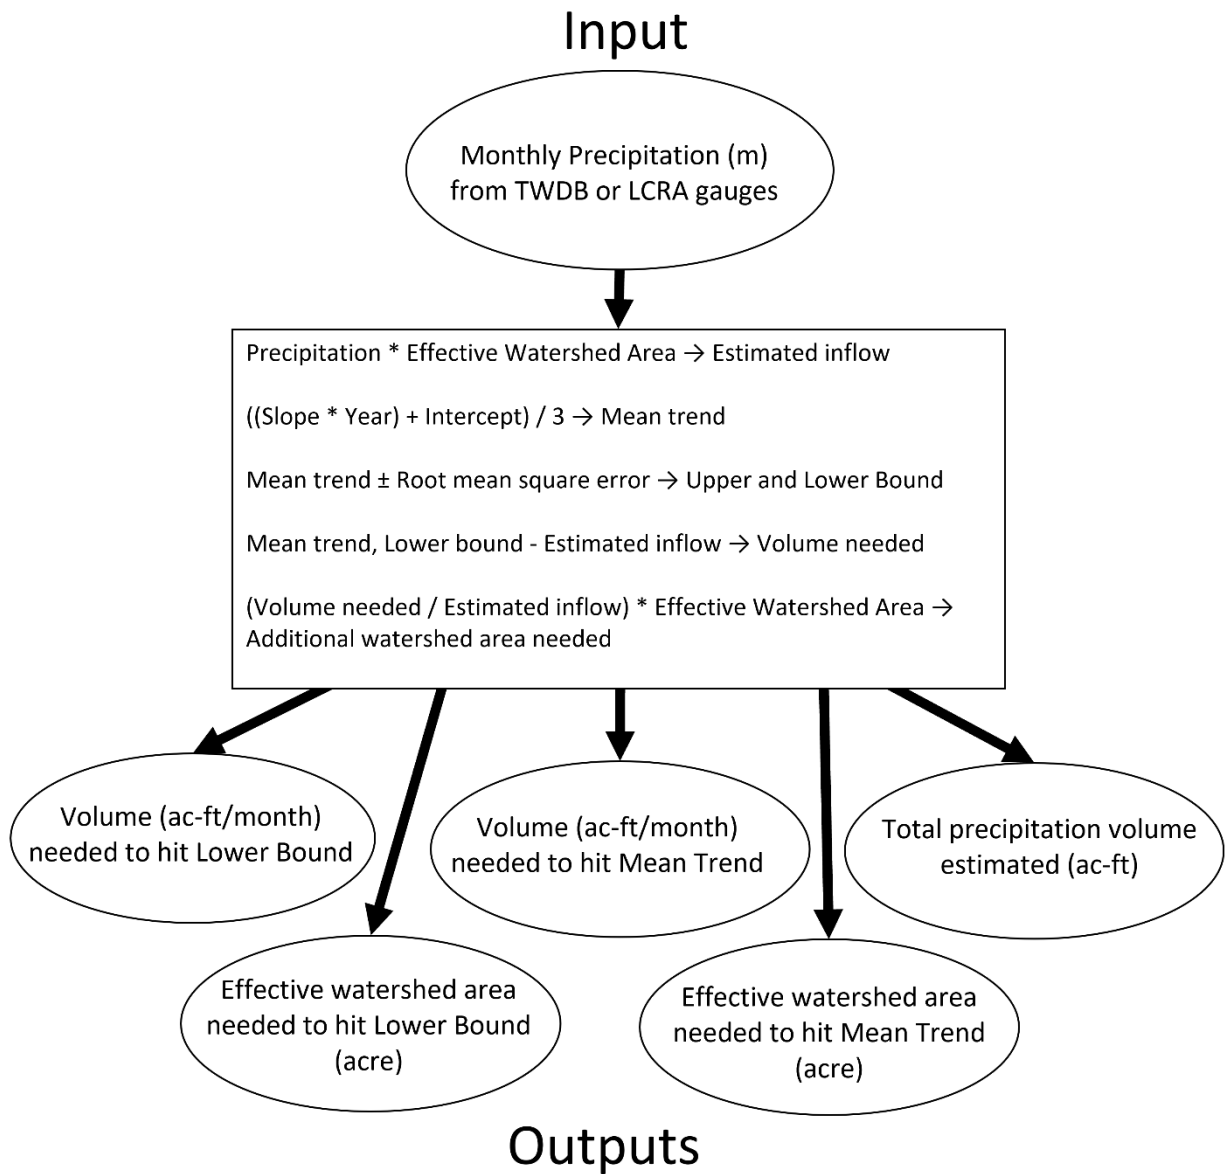 Input
Monthly Precipitation (m)
from TWDB or LCRA gauges
Precipitation * Effective Watershed Area → Estimated inflow
((Slope * Year) + Intercept) / 3 → Mean trend
Mean trend ± Root mean square error → Upper and Lower Bound
Mean trend, Lower bound - Estimated inflow → Volume needed
(Volume needed / Estimated inflow) * Effective Watershed Area →
Additional watershed area needed
Volume (ac-ft/month)
needed to hit Lower Bound
Volume (ac-ft/month)
needed to hit Mean Trend
Total precipitation volume
estimated (ac-ft)
Effective watershed area
needed to hit Lower Bound
(acre)
Effective watershed area
needed to hit Mean Trend
(acre)
Outputs